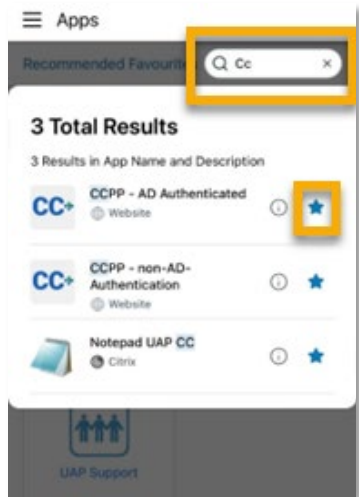 Apps
Recommended Favourite
Cc
3 Total Results
3 Results in App Name and Description
CC+
CCPP - AD Authenticated
Website
CC+
CCPP - non-AD-
Authentication
Website
Notepad UAP CC
Citrix
UAP Support